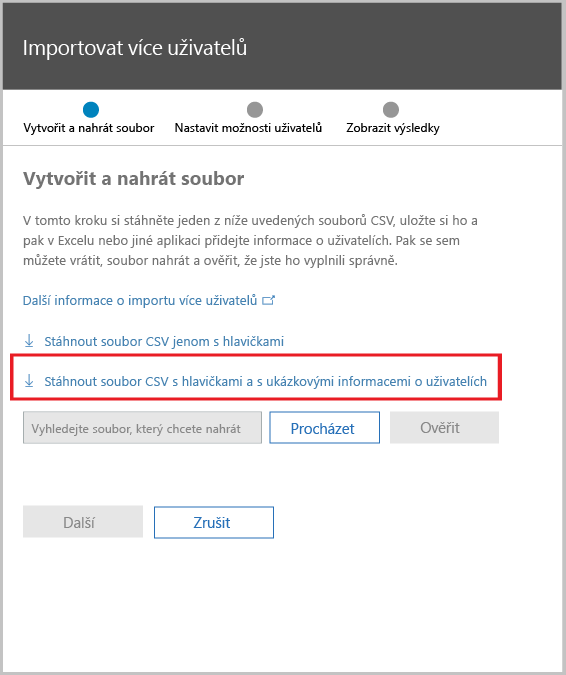 Importovat více uživatelů
Vytvořit a nahrát soubor
Nastavit možnosti uživatelů
Zobrazit výsledky
Vytvořit a nahrát soubor
V tomto kroku si stáhněte jeden z níže uvedených souborů CSV, uložte si ho a
pak v Excelu nebo jiné aplikaci přidejte informace o uživatelích. Pak se sem
můžete vrátit, soubor nahrát a ověřit, že jste ho vyplnili správně.
Další informace o importu více uživatelů
Stáhnout soubor CSV jenom s hlavičkami
Stáhnout soubor CSV s hlavičkami a s ukázkovými informacemi o uživatelích
Vyhledejte soubor, který chcete nahrát
Procházet
Ověřit
Další
Zrušit